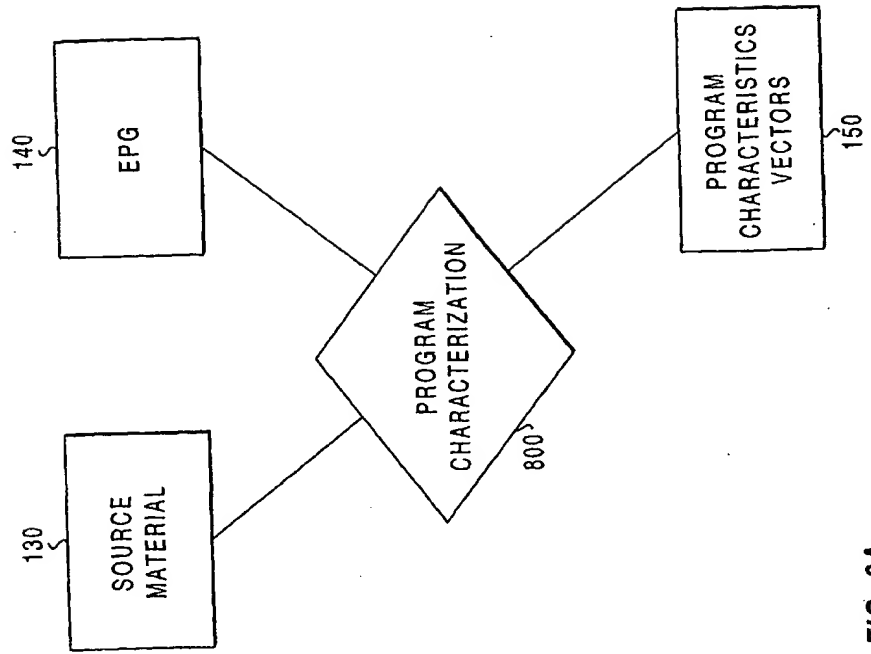 130
SOURCE
MATERIAL
140
EPG
PROGRAM
CHARACTERIZATION
800
PROGRAM
CHARACTERISTICS
VECTORS
150